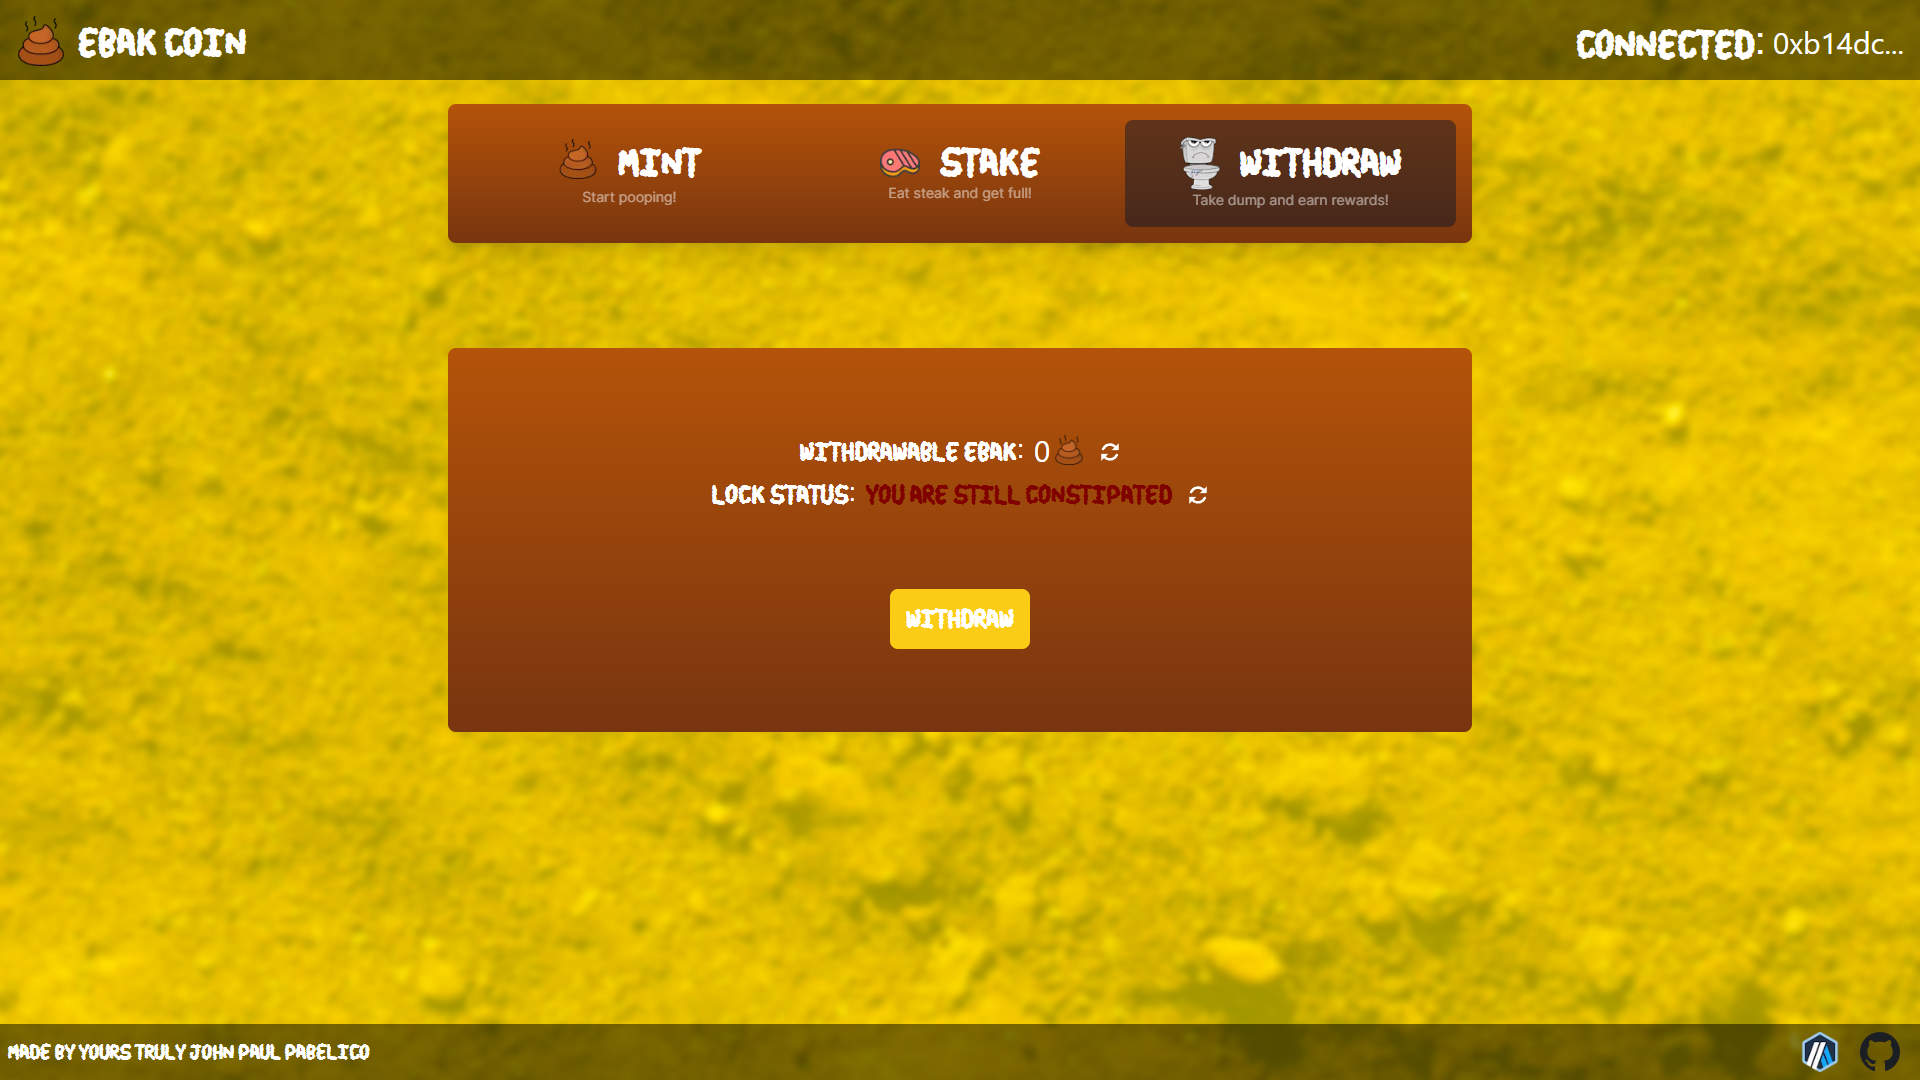 EBAK COIN
CONNECTED: 0xb14dc...
MINT
Start pooping!
STAKE
Eat steak and get full!
WITHDRAW
Take dump and earn rewards!
WITHDRAWABLE EBAK: 0
LOCK STATUS: YOU ARE STILL CONSTIPATED
WITHDRAW
MADE BY YOURS TRULY JOHN PAUL PABELICO